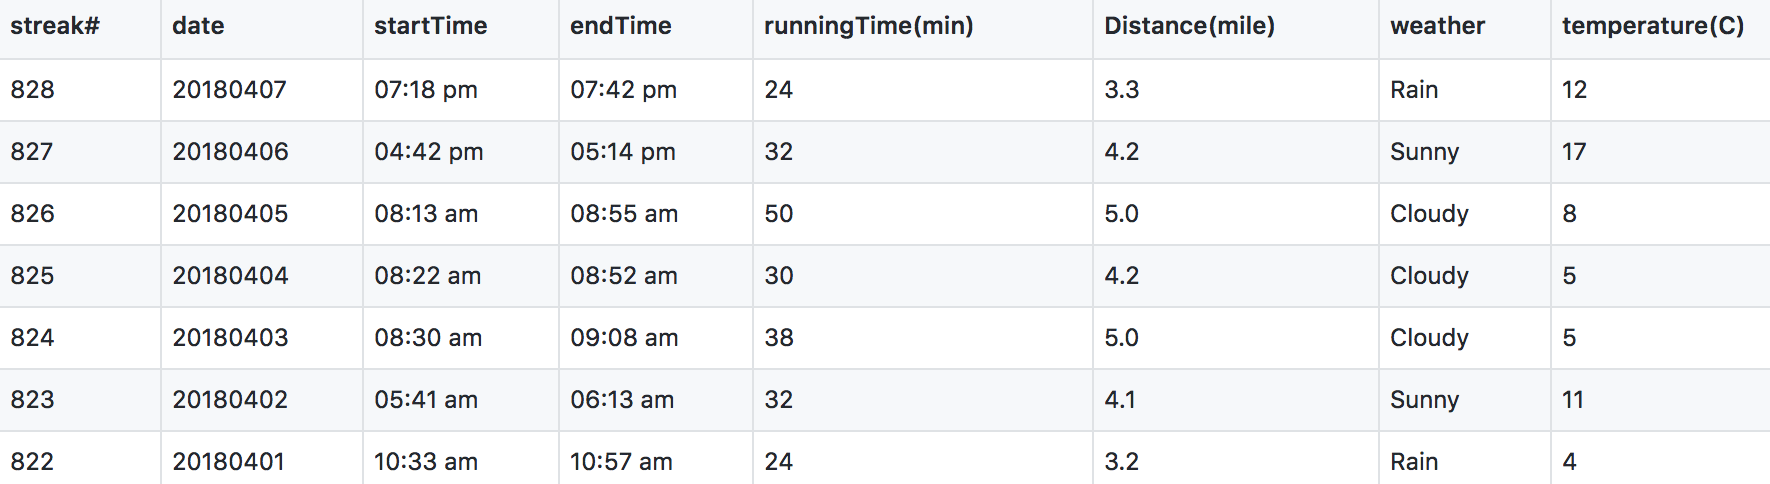 streak# date startTime endTime runningTime(min) Distance(mile) weather temperature(C)
828 20180407 07:18 pm 07:42 pm 24 3.3 Rain 12
827 20180406 04:42 pm 05:14 pm 32 4.2 Sunny 17
826 20180405 08:13 am 08:55 am 50 5.0 Cloudy 8
825 20180404 08:22 am 08:52 am 30 4.2 Cloudy 5
824 20180403 08:30 am 09:08 am 38 5.0 Cloudy 5
823 20180402 05:41 am 06:13 am 32 4.1 Sunny 11
822 20180401 10:33 am 10:57 am 24 3.2 Rain 4